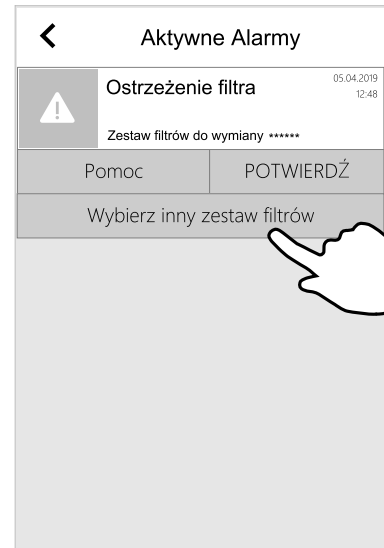 Aktywne Alarmy
Ostrzeżenie filtra
05.04.2019
12:48
Zestaw filtrów do wymiany ******
Pomoc
POTWIERDŹ
Wybierz inny zestaw filtrów